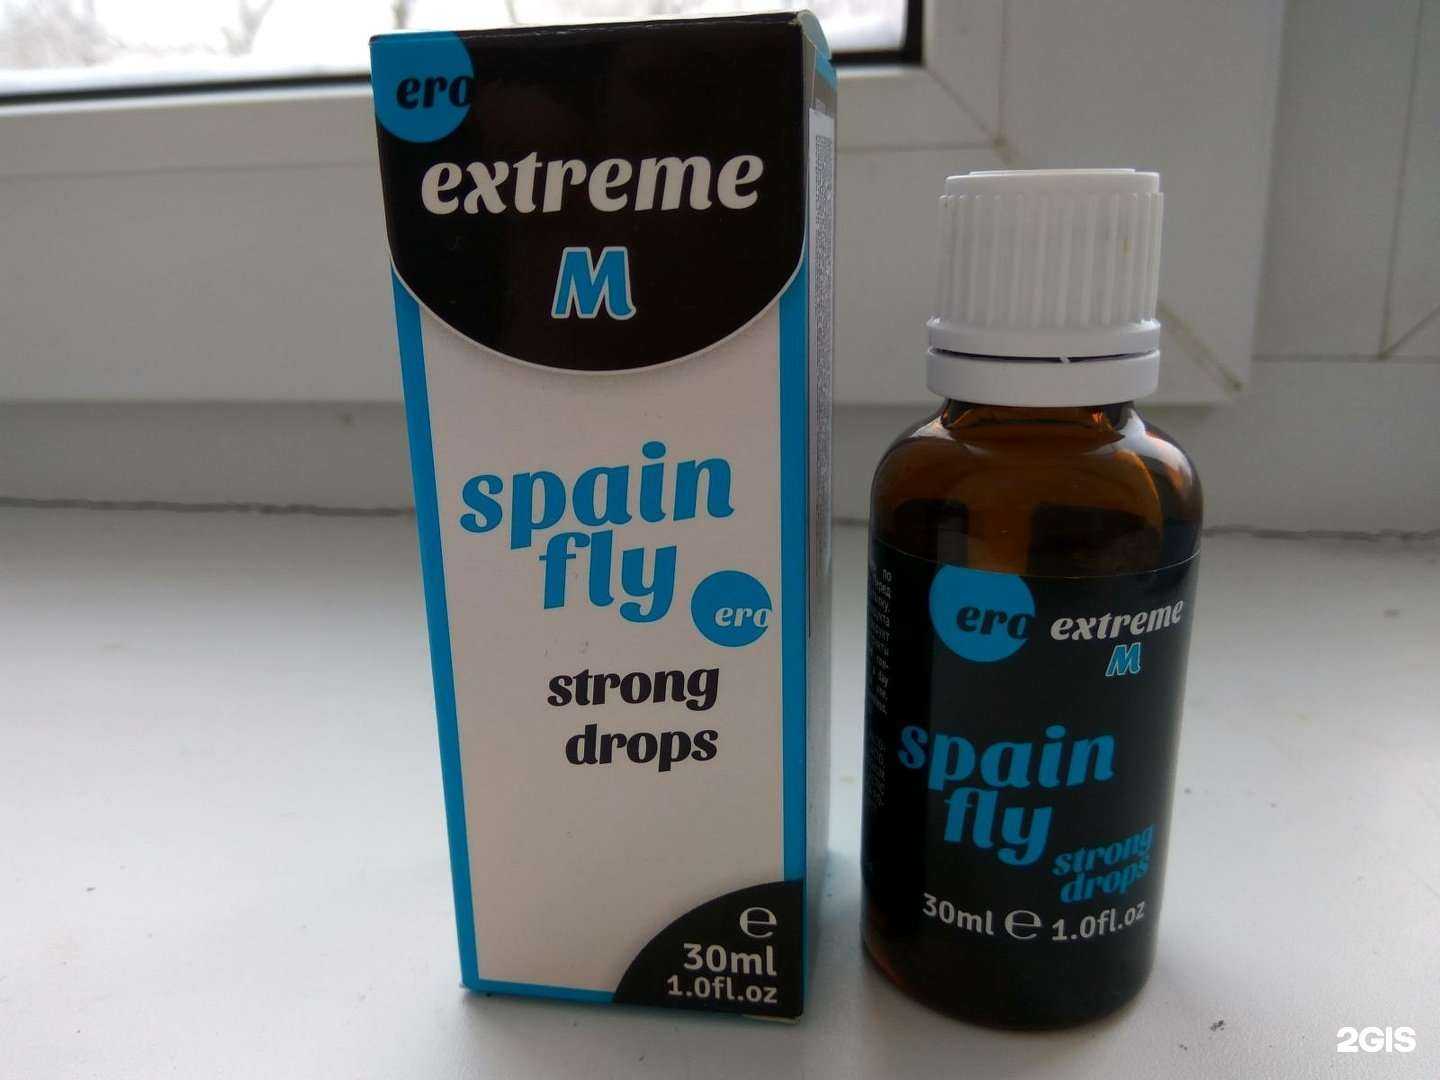 ero
extreme
M
spain
fly
ero
strong
drops
e
30ml
1.0fl.oz
ero extreme
M
spain
fly
strong
drops
30ml e 1.0fl.oz
2GIS